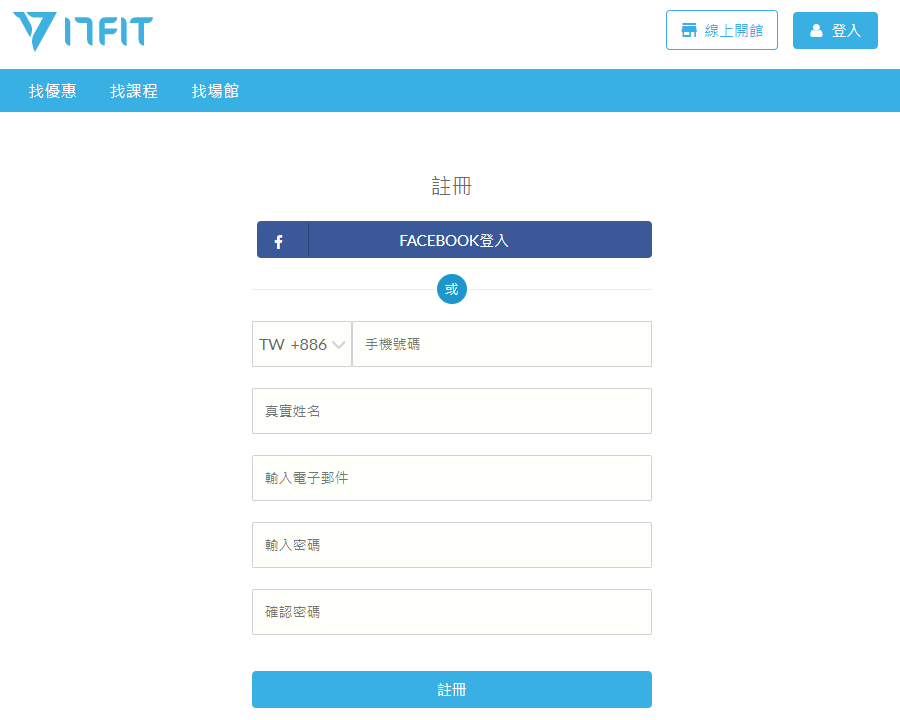 17FIT
線上開館
登入
找優惠 找課程 找場館
註冊
FACEBOOK登入
或
TW +886 手機號碼
真實姓名
輸入電子郵件
輸入密碼
確認密碼
註冊